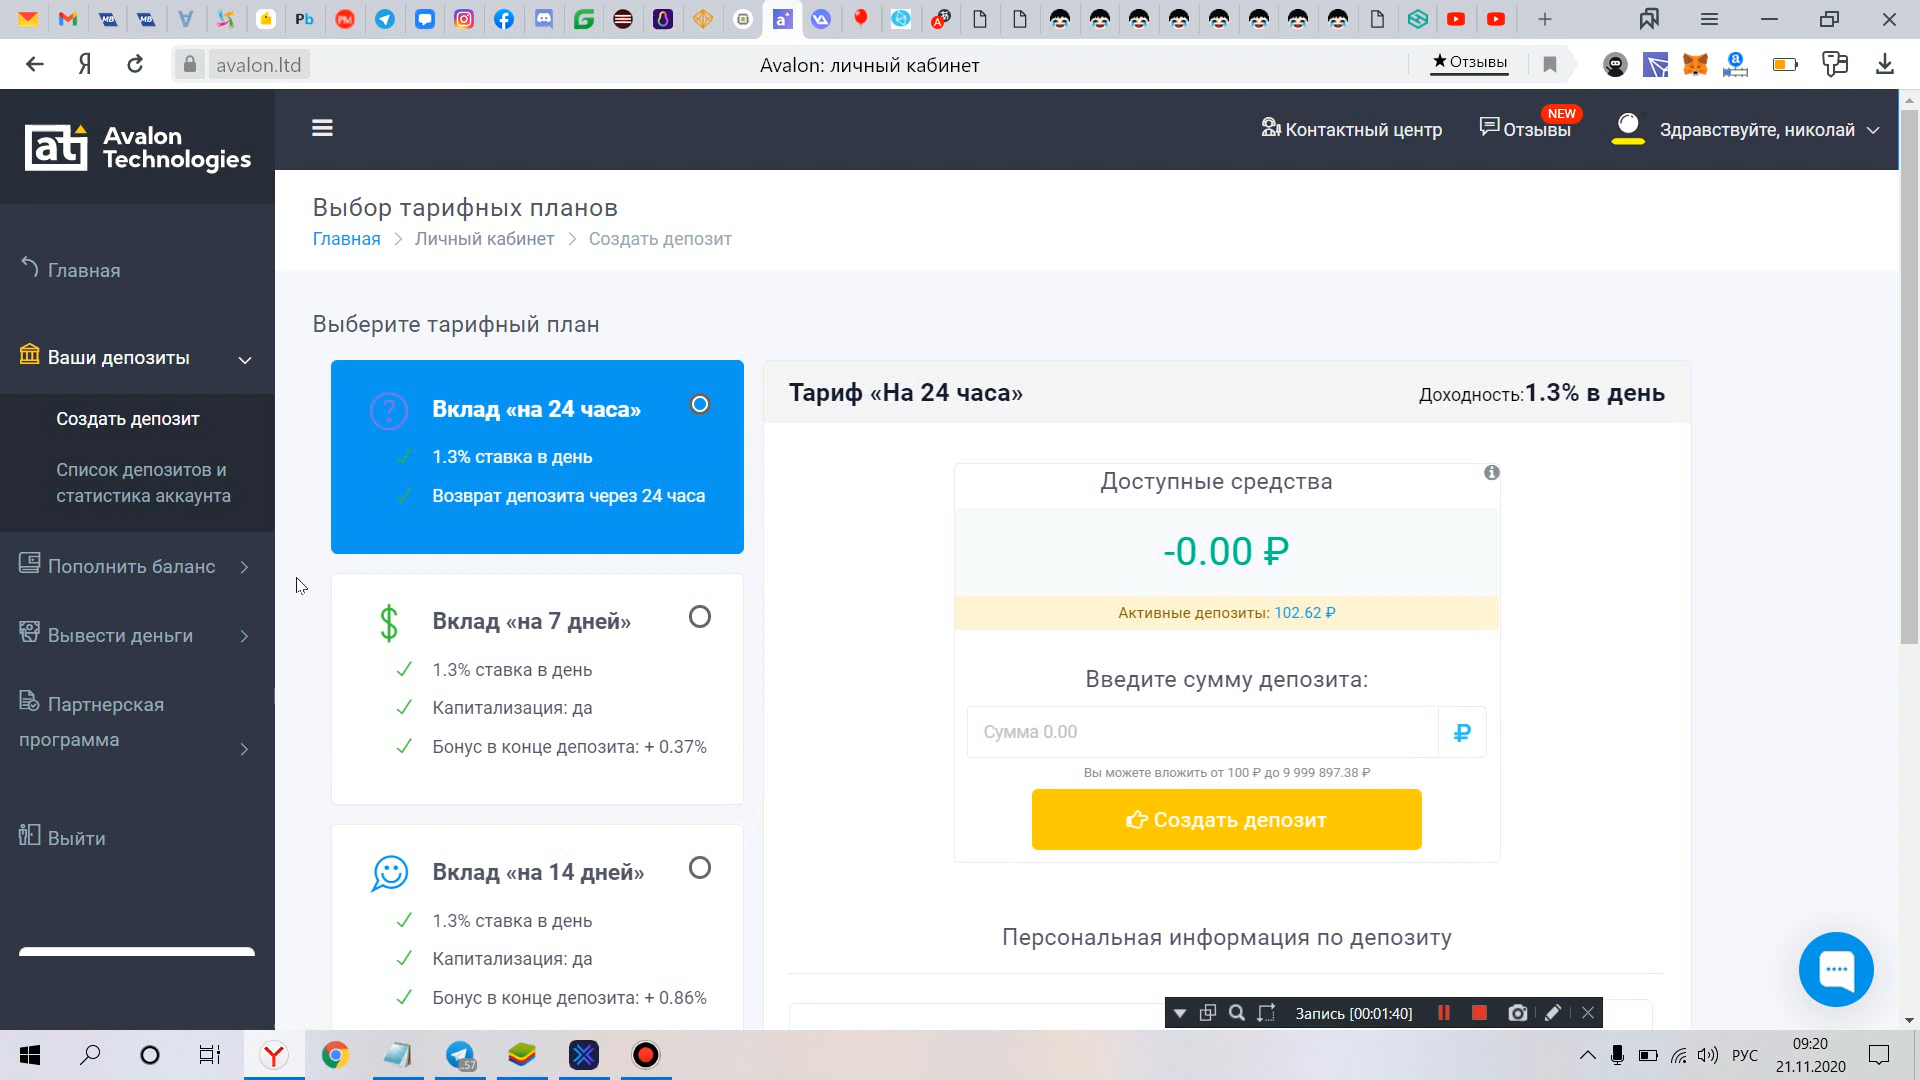 avalon.ltd
Avalon: личный кабинет
★ Отзывы
Avalon
Technologies
Контактный центр
Отзывы
NEW
Здравствуйте, николай
Выбор тарифных планов
Главная > Личный кабинет > Создать депозит
Главная
Ваши депозиты
Создать депозит
Список депозитов и
статистика аккаунта
Пополнить баланс
Вывести деньги
Партнерская
программа
Выйти
Выберите тарифный план
Вклад «на 24 часа»
1.3% ставка в день
Возврат депозита через 24 часа
Вклад «на 7 дней»
1.3% ставка в день
Капитализация: да
Бонус в конце депозита: + 0.37%
Вклад «на 14 дней»
1.3% ставка в день
Капитализация: да
Бонус в конце депозита: + 0.86%
Тариф «На 24 часа»
Доходность:1.3% в день
Доступные средства
-0.00 ₽
Активные депозиты: 102.62 ₽
Введите сумму депозита:
Сумма 0.00
₽
Вы можете вложить от 100 ₽ до 9 999 897.38 ₽
Создать депозит
Персональная информация по депозиту
Запись [00:01:40]
РУС
09:20
21.11.2020